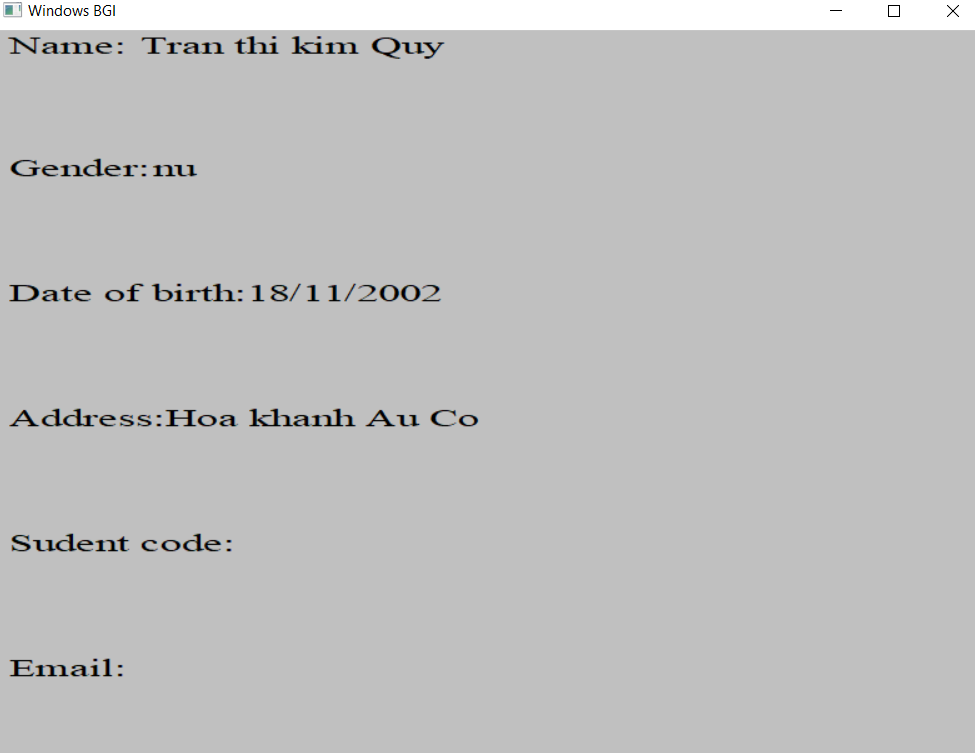 Windows BGI
Name: Tran thi kim Quy
Gender:nu
Date of birth:18/11/2002
Address:Hoa khanh Au Co
Sudent code:
Email: